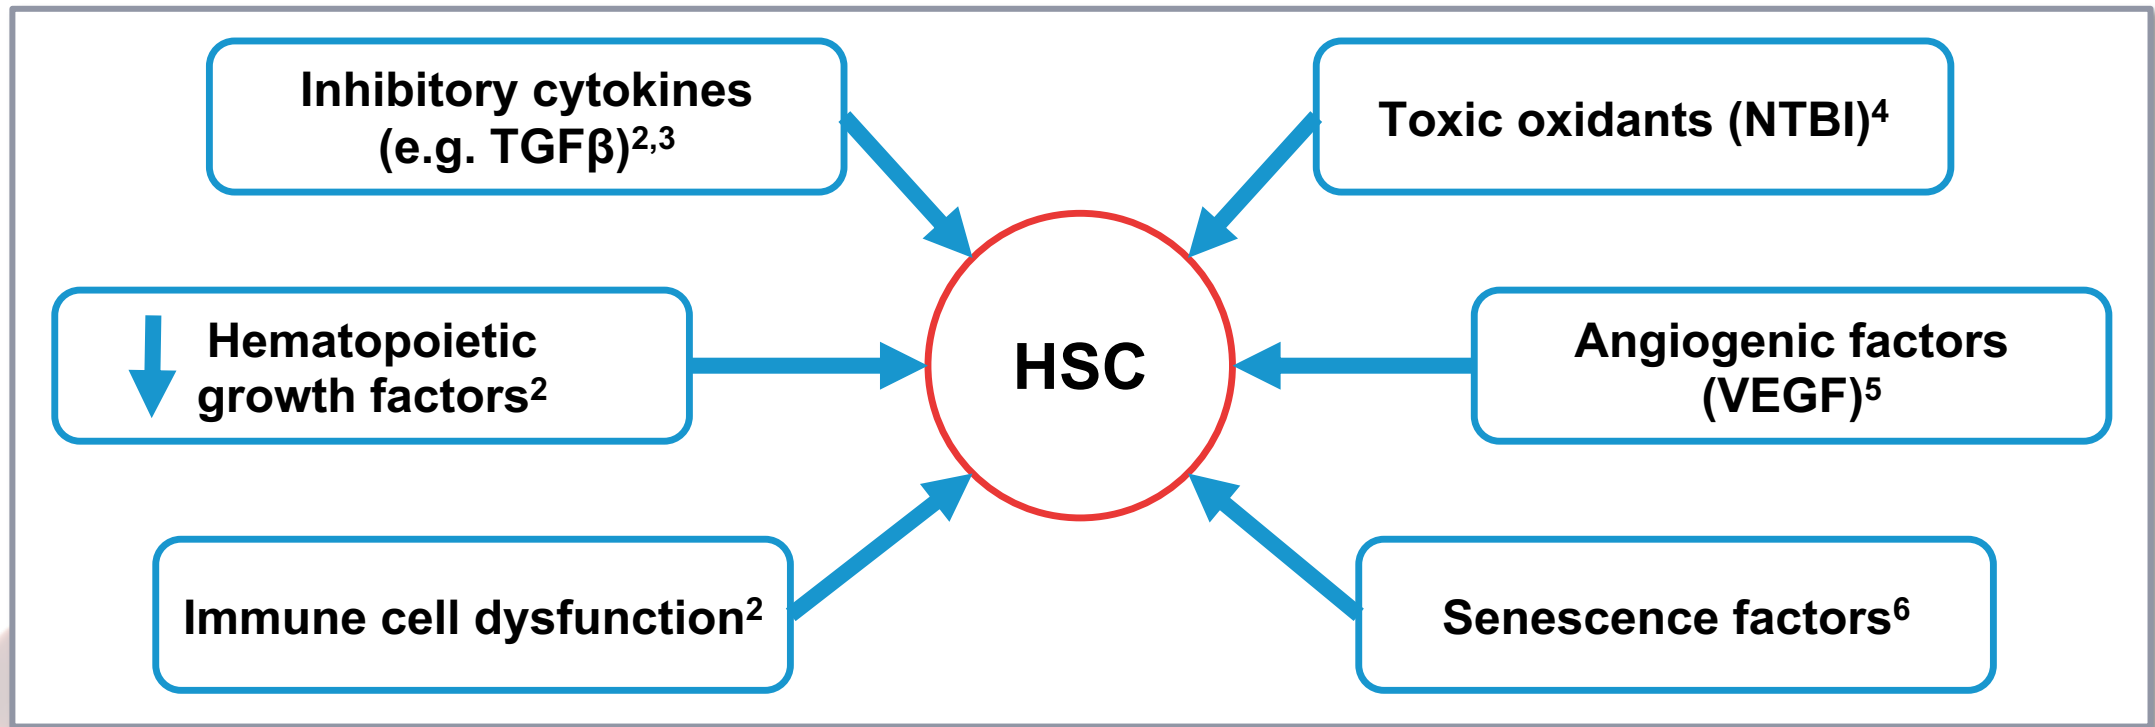 Inhibitory cytokines
(e.g. TGFβ)²,³
Toxic oxidants (NTBI)⁴
Hematopoietic
growth factors²
HSC
Angiogenic factors
(VEGF)⁵
Immune cell dysfunction²
Senescence factors⁶